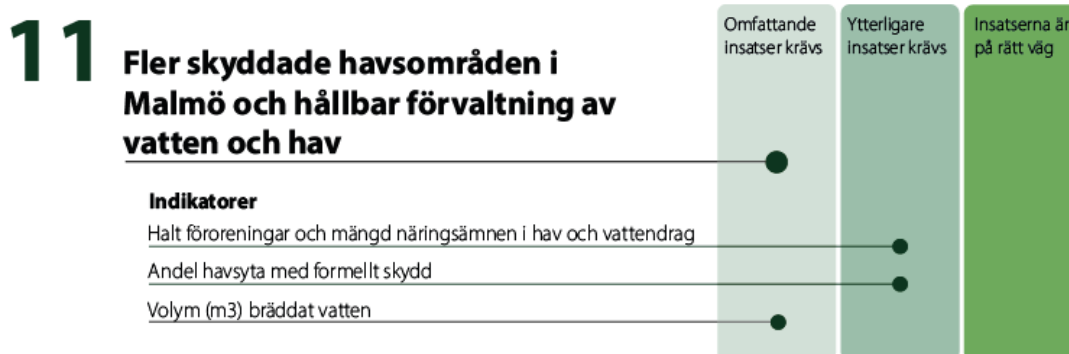 11
Fler skyddade havsområden i
Malmö och hållbar förvaltning av
vatten och hav
Omfattande
insatser krävs
Ytterligare
insatser krävs
Insatserna är
på rätt väg
Indikatorer
Halt föroreningar och mängd näringsämnen i hav och vattendrag
Andel havsyta med formellt skydd
Volym (m3) bräddat vatten